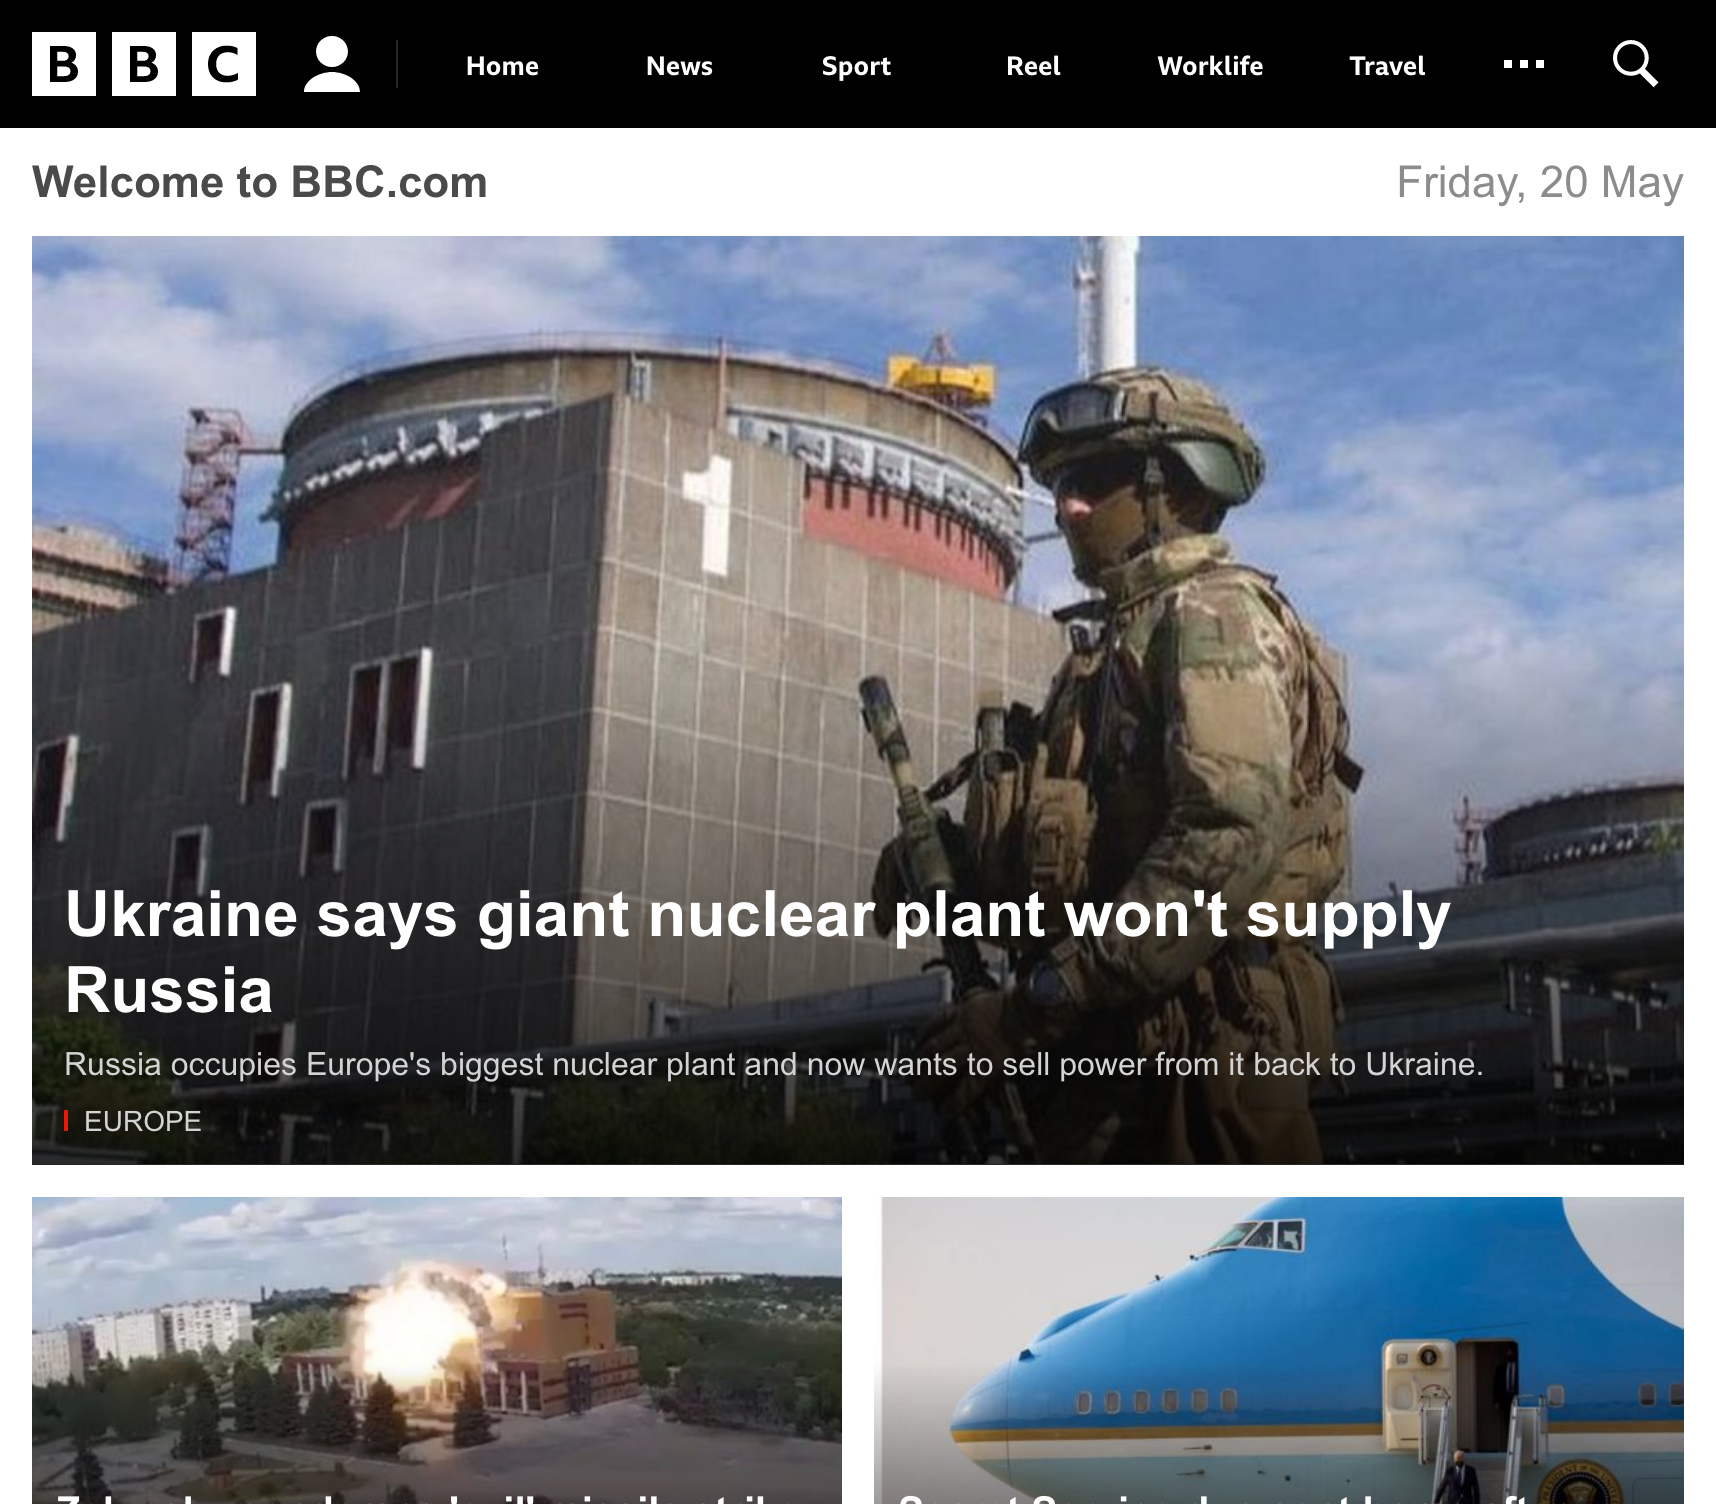 BBC Home News Sport Reel Worklife Travel
Welcome to BBC.com Friday, 20 May
1
Ukraine says giant nuclear plant won't supply
Russia
Russia occupies Europe's biggest nuclear plant and now wants to sell power from it back to Ukraine.
EUROPE